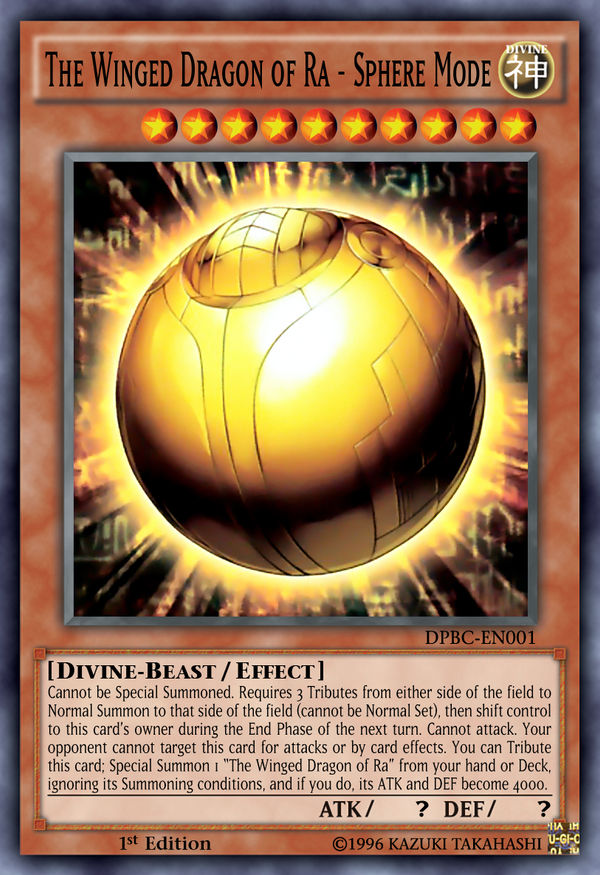 THE WINGED DRAGON OF RA - SPHERE MODE
DIVINE
神
DPBC-EN001
[DIVINE-BEAST / EFFECT]
Cannot be Special Summoned. Requires 3 Tributes from either side of the field to
Normal Summon to that side of the field (cannot be Normal Set), then shift control
to this card's owner during the End Phase of the next turn. Cannot attack. Your
opponent cannot target this card for attacks or by card effects. You can Tribute
this card; Special Summon 1 "The Winged Dragon of Ra" from your hand or Deck,
ignoring its Summoning conditions, and if you do, its ATK and DEF become 4000.
ATK/ ? DEF/ ?
1st Edition
©1996 KAZUKI TAKAHASHI